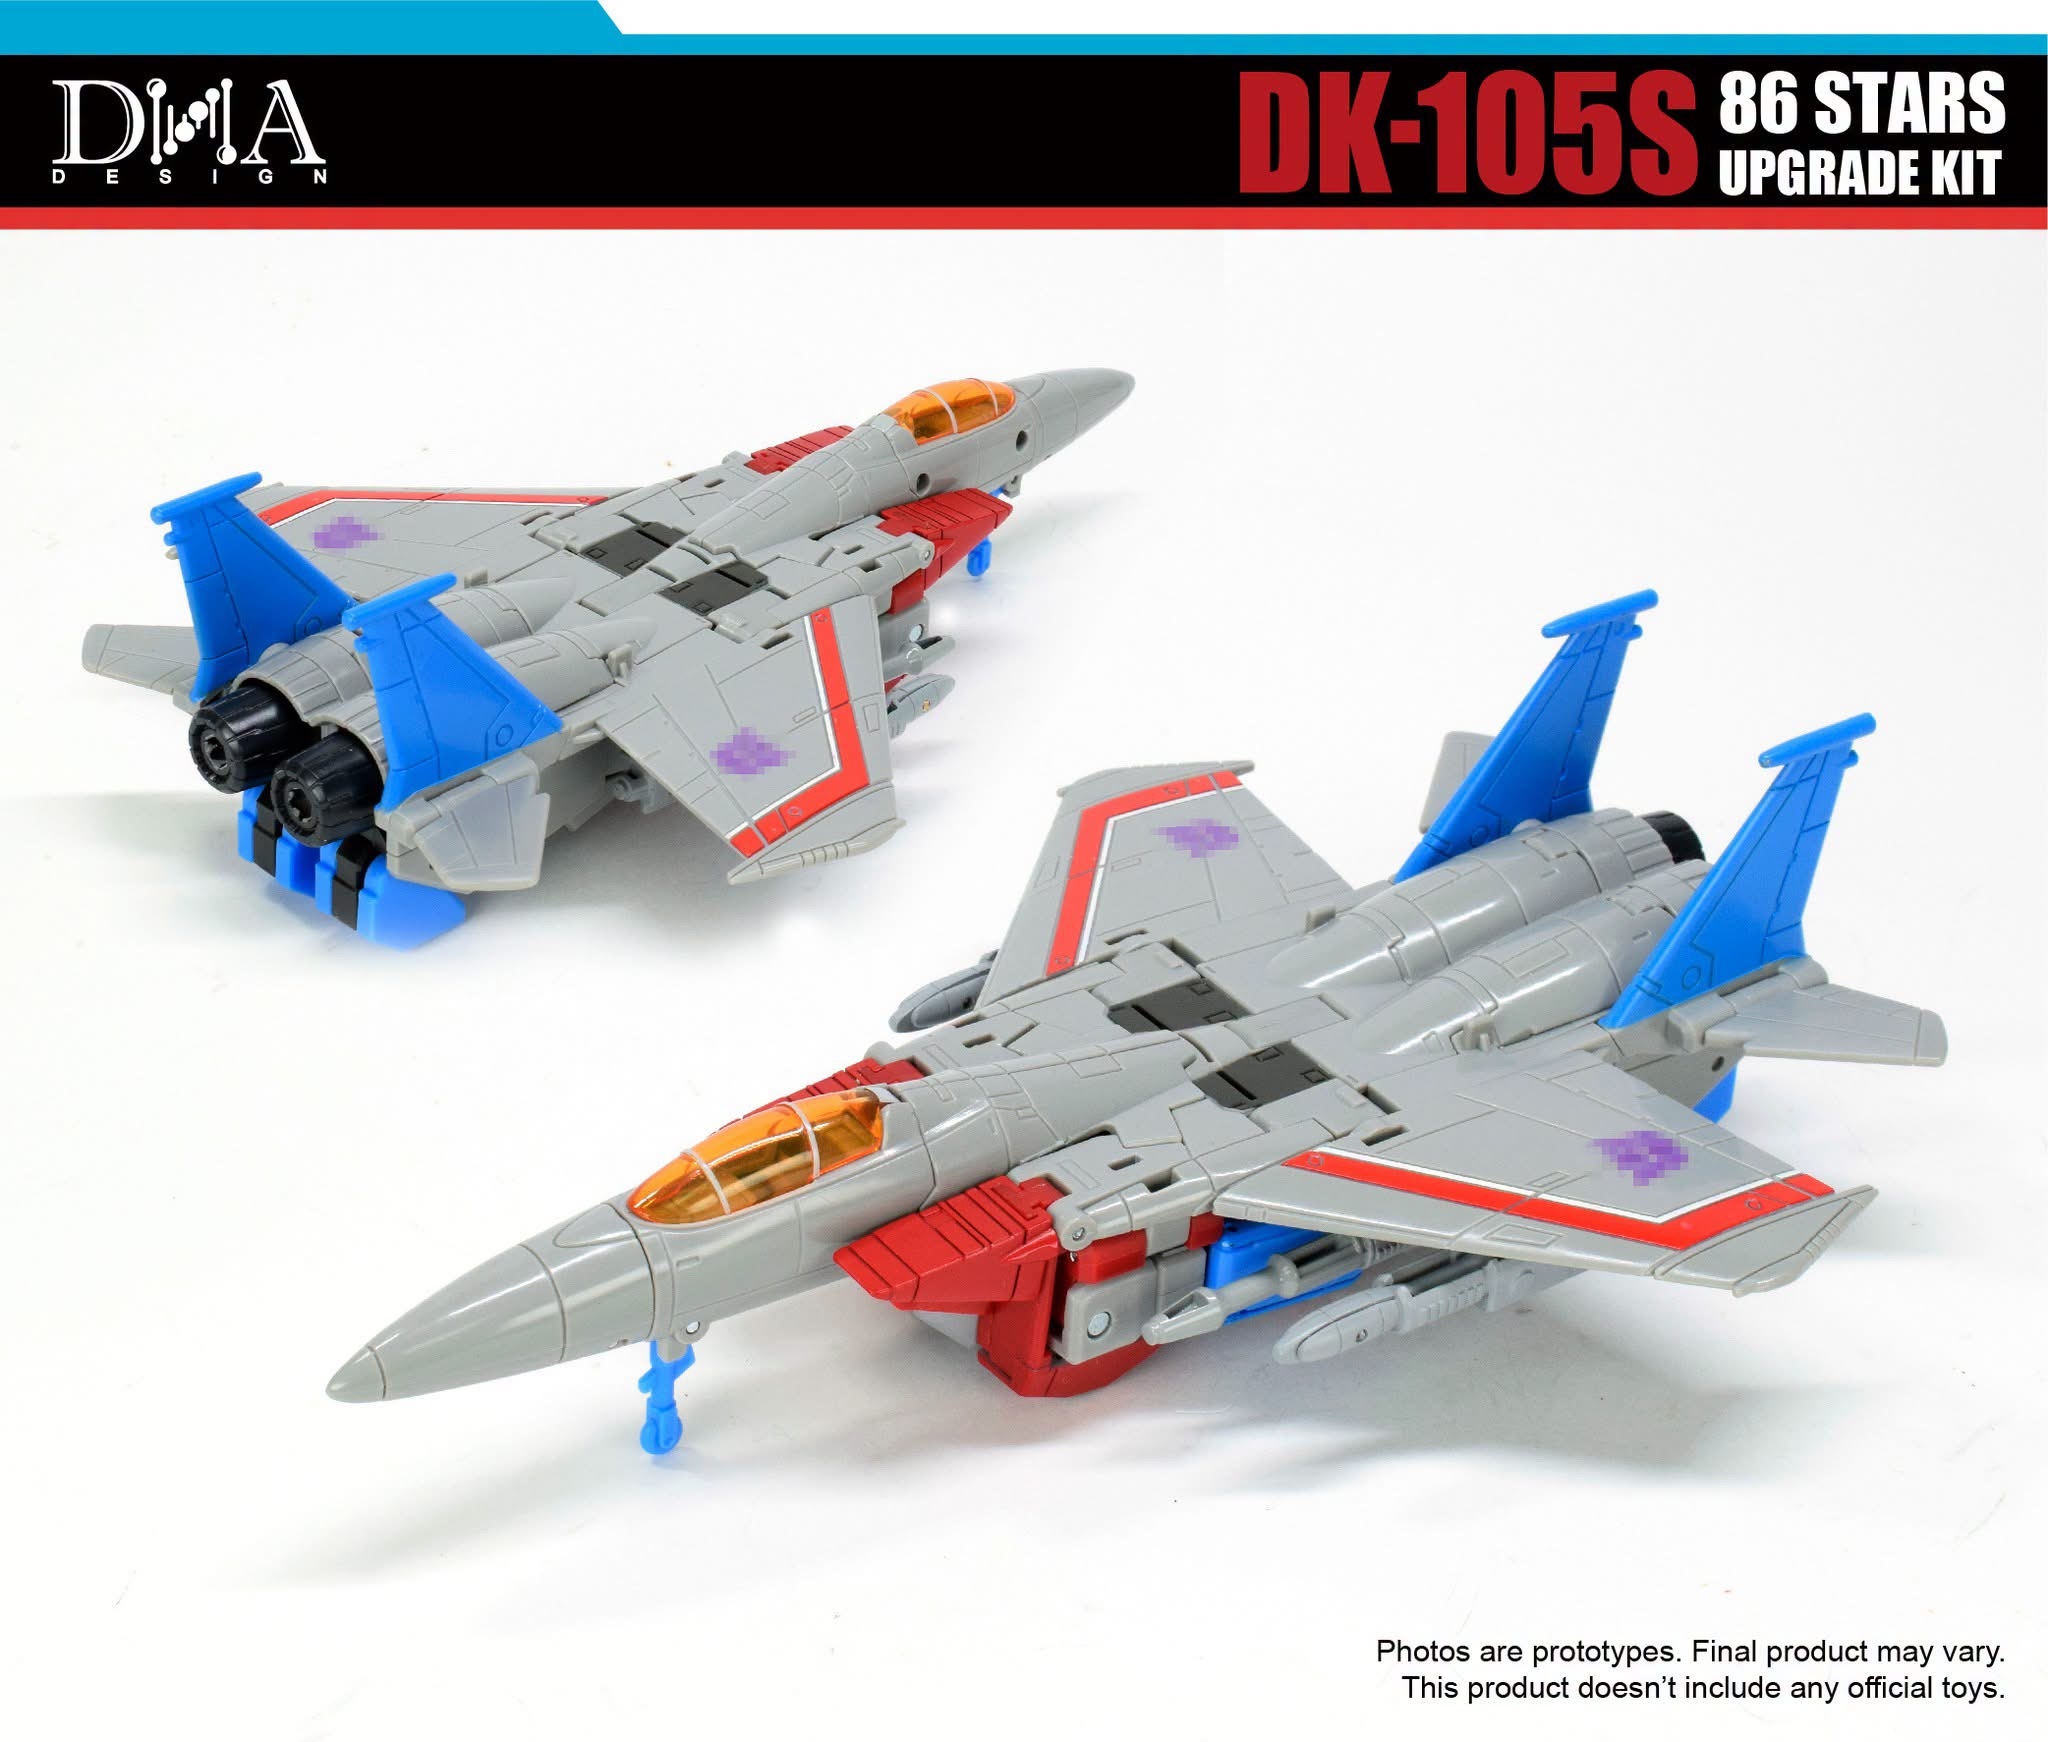 DNA
DESIGN
DK-105S
86 STARS
UPGRADE KIT
Photos are prototypes. Final product may vary.
This product doesn't include any official toys.